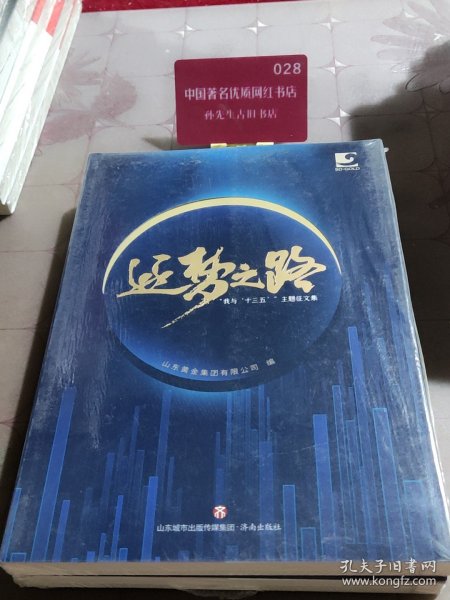 028
中国著名优质网红书店
孙先生古旧书店
SD-GOLD
逐梦之路
“我与‘十三五’”主题征文集
山东黄金集团有限公司 编
山东城市出版传媒集团·济南出版社
孔夫子旧书网
www.kongfz.com